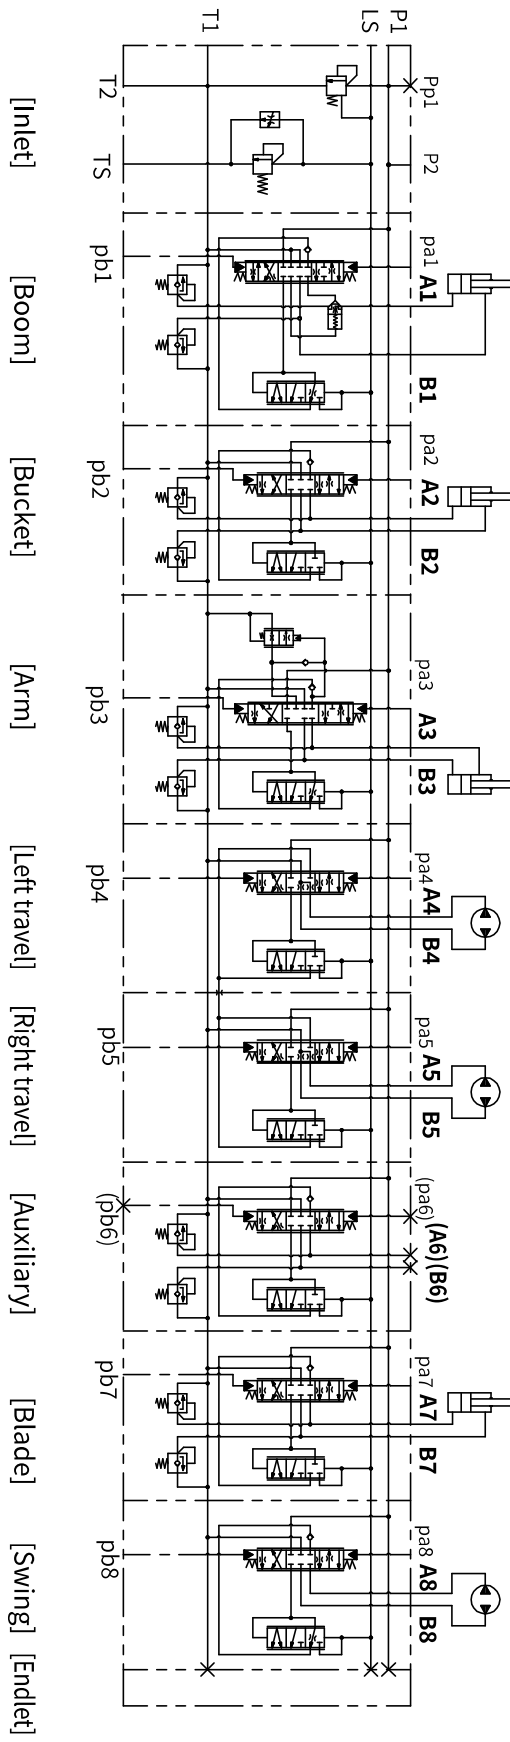 T1
LS
P1
T2
Pp1
[Inlet]
TS
P2
pb1
pa1
A1
[Boom]
B1
pb2
pa2
A2
[Bucket]
B2
pa3
pb3
A3
[Arm]
B3
pb4
pa4
A4
[Left travel]
B4
pb5
pa5
A5
[Right travel]
B5
(pb6)
(pa6)
(A6)(B6)
[Auxiliary]
pb7
pa7
A7
[Blade]
B7
pb8
pa8
A8
[Swing]
B8
[Endlet]